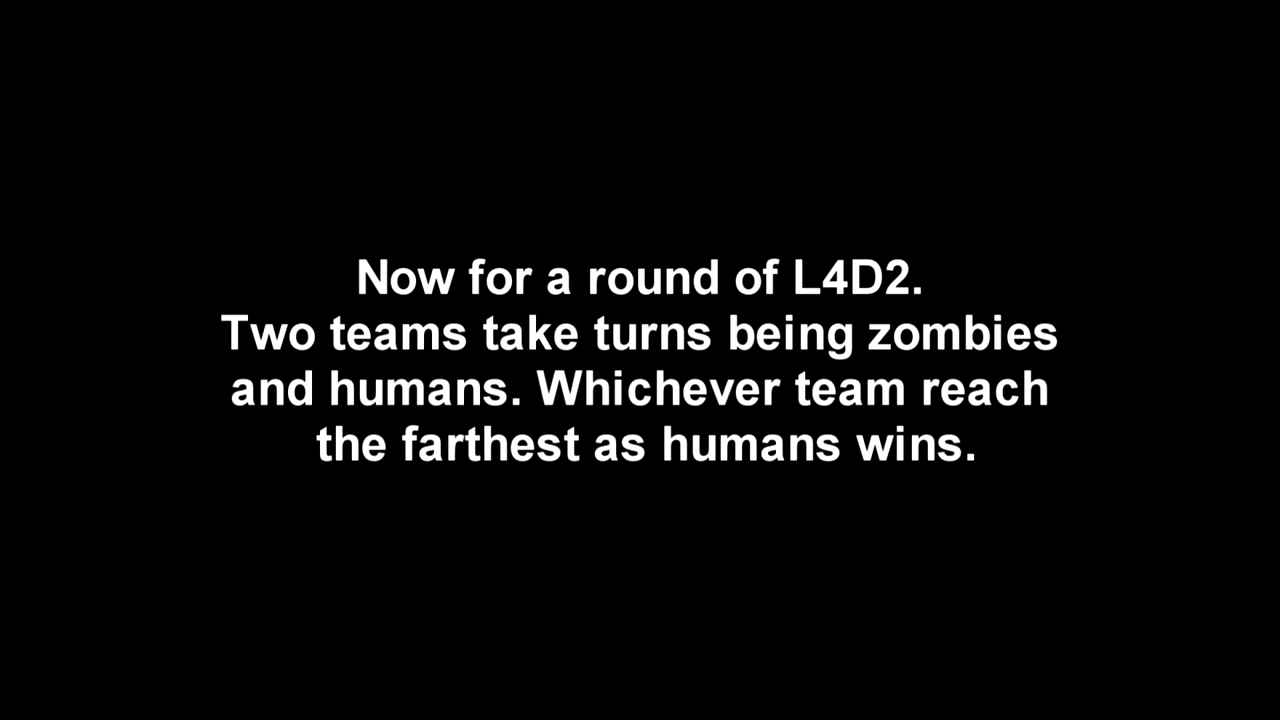 Now for a round of L4D2.
Two teams take turns being zombies
and humans. Whichever team reach
the farthest as humans wins.